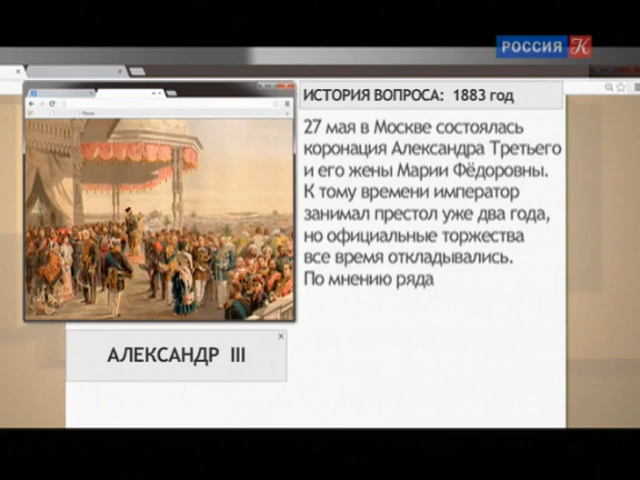 РОССИЯ К
ИСТОРИЯ ВОПРОСА: 1883 год
27 мая в Москве состоялась
коронация Александра Третьего
и его жены Марии Фёдоровны.
К тому времени император
занимал престол уже два года,
но официальные торжества
все время откладывались.
По мнению ряда
АЛЕКСАНДР III